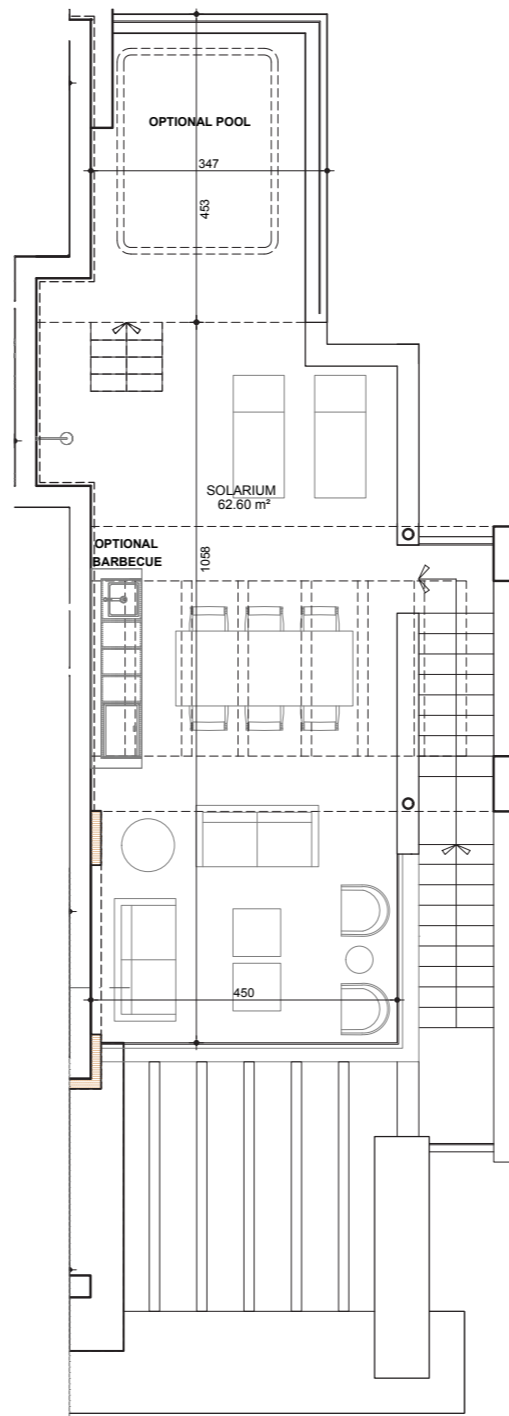 OPTIONAL POOL
347
453
SOLARIUM
62.60 m²
OPTIONAL
BARBECUE
1058
450